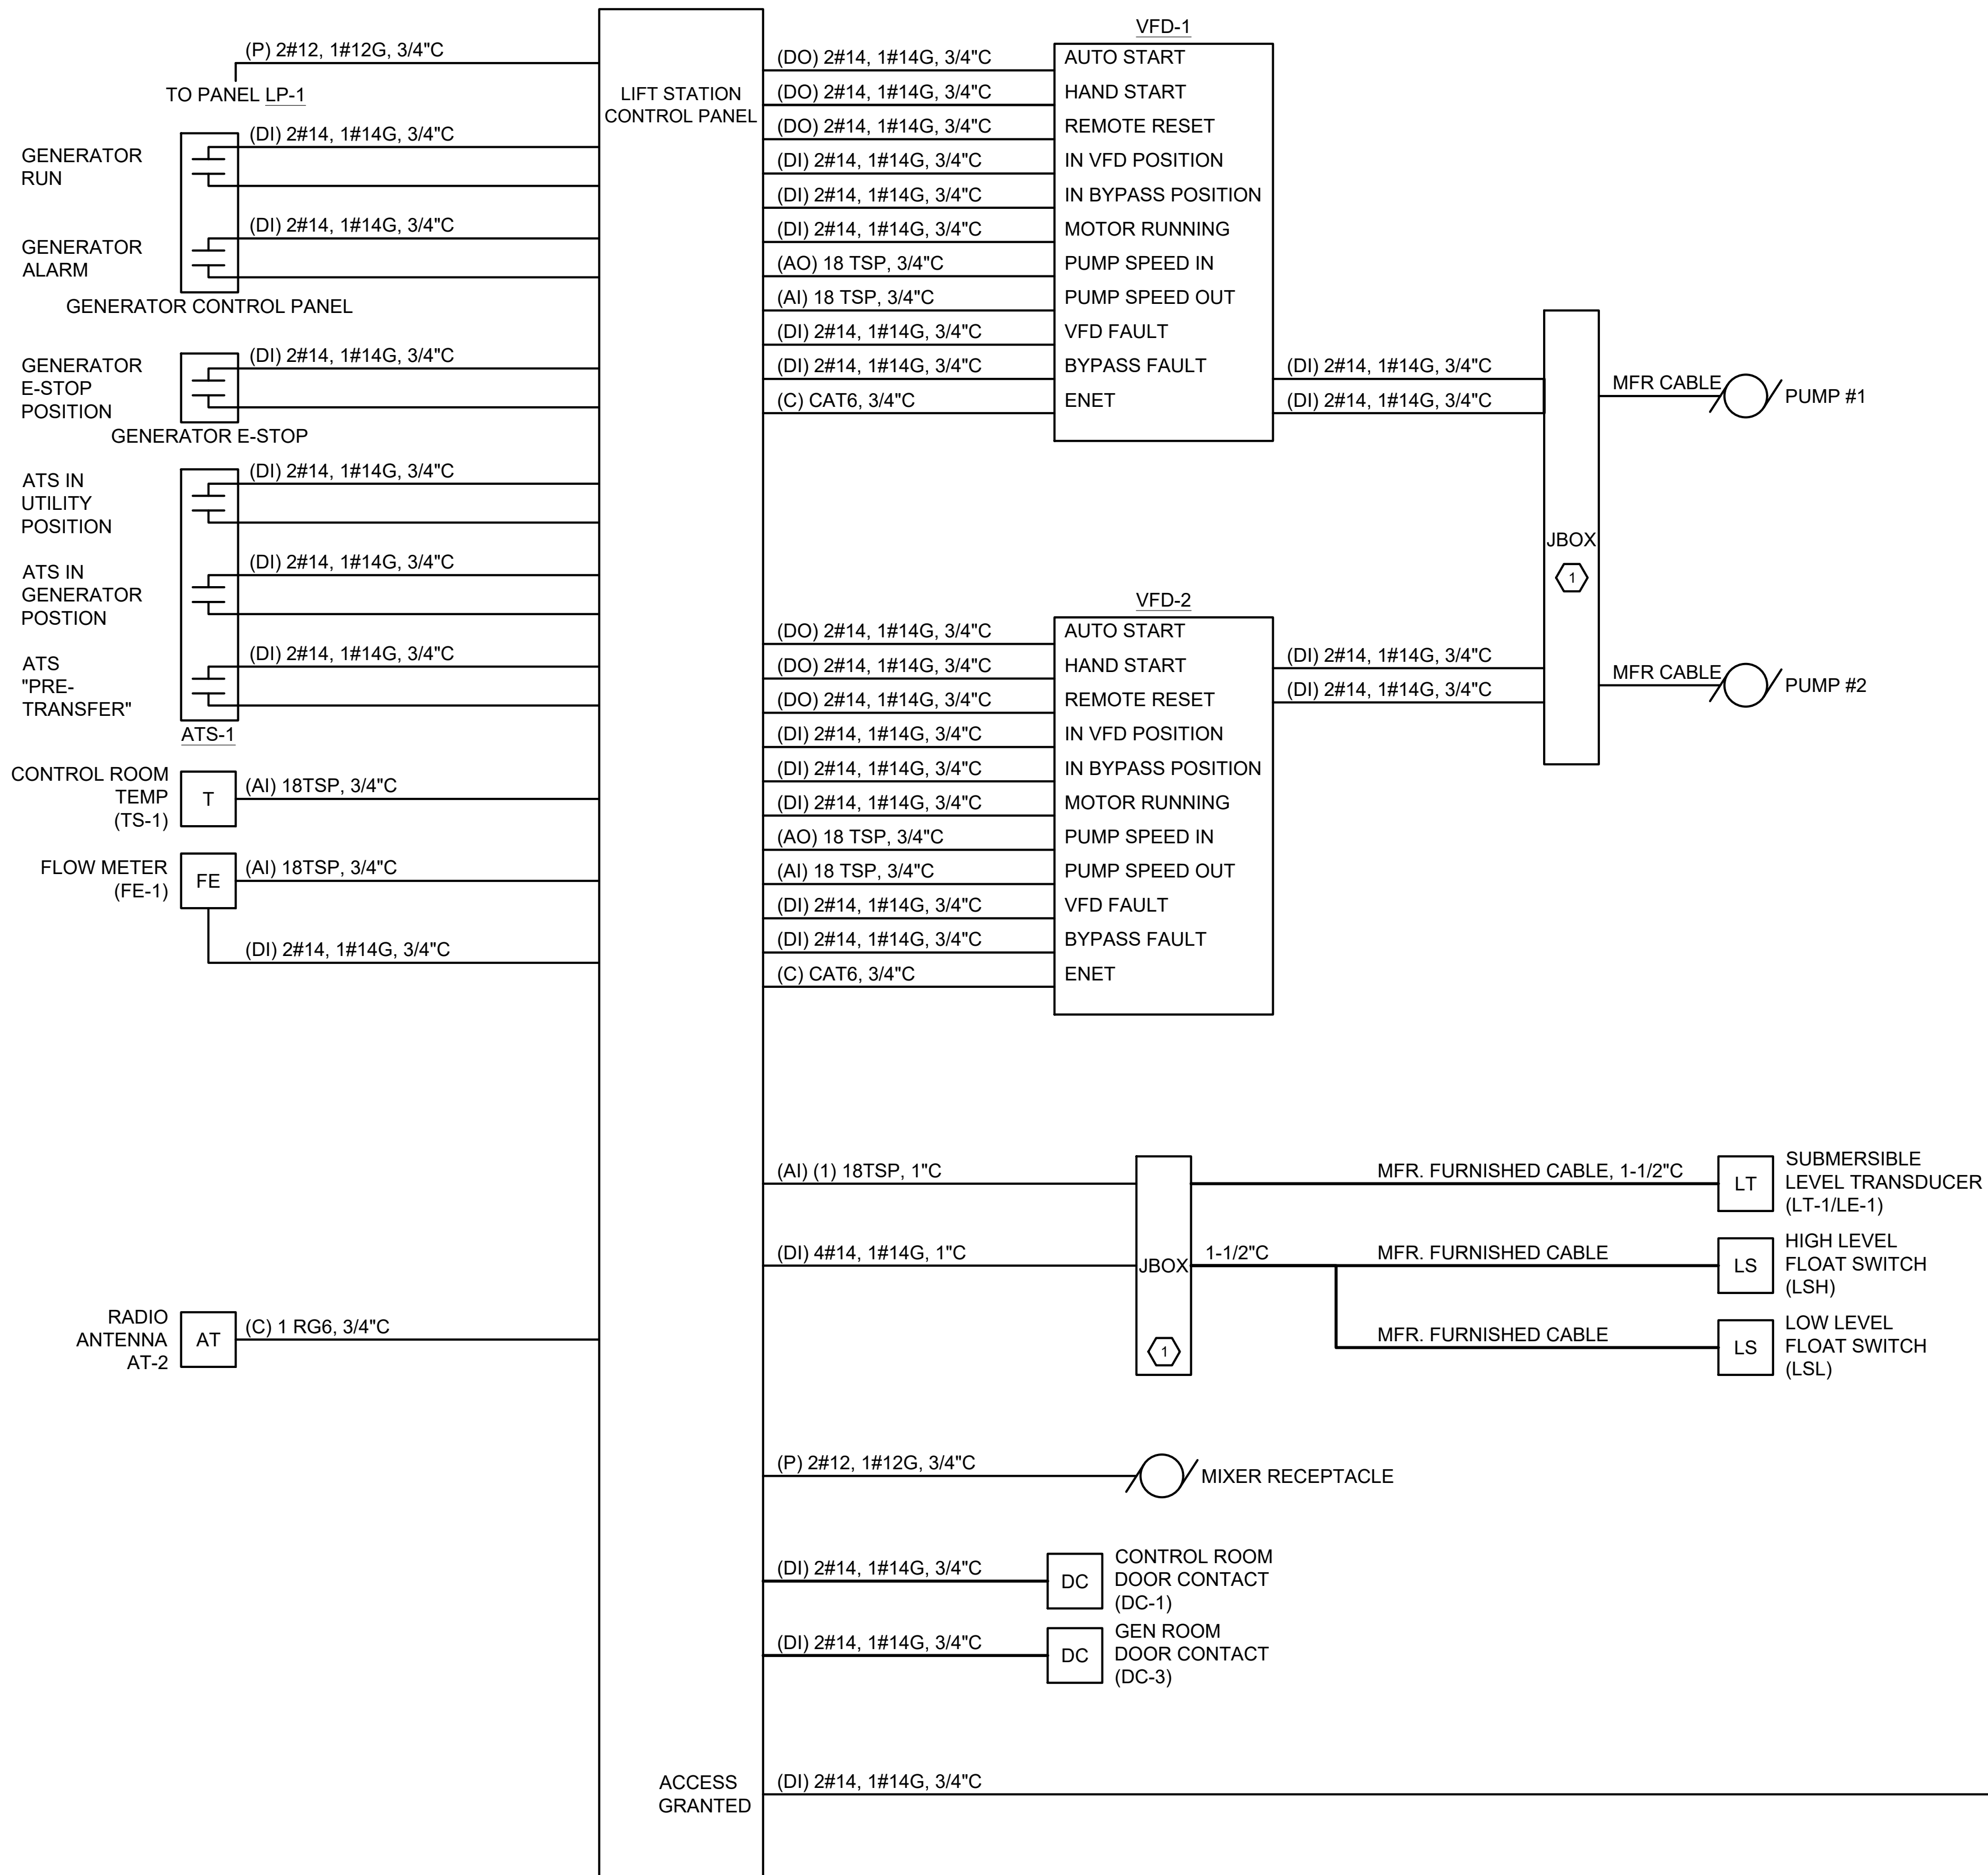 (P) 2#12, 1#12G, 3/4"C
TO PANEL LP-1
GENERATOR
RUN
(DI) 2#14, 1#14G, 3/4"C
GENERATOR
ALARM
(DI) 2#14, 1#14G, 3/4"C
GENERATOR CONTROL PANEL
GENERATOR
E-STOP
POSITION
(DI) 2#14, 1#14G, 3/4"C
GENERATOR E-STOP
ATS IN
UTILITY
POSITION
(DI) 2#14, 1#14G, 3/4"C
ATS IN
GENERATOR
POSTION
(DI) 2#14, 1#14G, 3/4"C
ATS
"PRE-
TRANSFER"
(DI) 2#14, 1#14G, 3/4"C
ATS-1
CONTROL ROOM
TEMP
(TS-1)
T
(AI) 18TSP, 3/4"C
FLOW METER
(FE-1)
FE
(AI) 18TSP, 3/4"C
(DI) 2#14, 1#14G, 3/4"C
RADIO
ANTENNA
AT-2
AT
(C) 1 RG6, 3/4"C
LIFT STATION
CONTROL PANEL
VFD-1
(DO) 2#14, 1#14G, 3/4"C AUTO START
(DO) 2#14, 1#14G, 3/4"C HAND START
(DO) 2#14, 1#14G, 3/4"C REMOTE RESET
(DI) 2#14, 1#14G, 3/4"C IN VFD POSITION
(DI) 2#14, 1#14G, 3/4"C IN BYPASS POSITION
(DI) 2#14, 1#14G, 3/4"C MOTOR RUNNING
(AO) 18 TSP, 3/4"C PUMP SPEED IN
(AI) 18 TSP, 3/4"C PUMP SPEED OUT
(DI) 2#14, 1#14G, 3/4"C VFD FAULT
(DI) 2#14, 1#14G, 3/4"C BYPASS FAULT
(C) CAT6, 3/4"C ENET
(DI) 2#14, 1#14G, 3/4"C
(DI) 2#14, 1#14G, 3/4"C
JBOX
1
MFR CABLE
PUMP #1
VFD-2
(DO) 2#14, 1#14G, 3/4"C AUTO START
(DO) 2#14, 1#14G, 3/4"C HAND START
(DO) 2#14, 1#14G, 3/4"C REMOTE RESET
(DI) 2#14, 1#14G, 3/4"C IN VFD POSITION
(DI) 2#14, 1#14G, 3/4"C IN BYPASS POSITION
(DI) 2#14, 1#14G, 3/4"C MOTOR RUNNING
(AO) 18 TSP, 3/4"C PUMP SPEED IN
(AI) 18 TSP, 3/4"C PUMP SPEED OUT
(DI) 2#14, 1#14G, 3/4"C VFD FAULT
(DI) 2#14, 1#14G, 3/4"C BYPASS FAULT
(C) CAT6, 3/4"C ENET
(DI) 2#14, 1#14G, 3/4"C
(DI) 2#14, 1#14G, 3/4"C
MFR CABLE
PUMP #2
(AI) (1) 18TSP, 1"C
(DI) 4#14, 1#14G, 1"C
JBOX
1
MFR. FURNISHED CABLE, 1-1/2"C
LT
SUBMERSIBLE
LEVEL TRANSDUCER
(LT-1/LE-1)
1-1/2"C
MFR. FURNISHED CABLE
LS
HIGH LEVEL
FLOAT SWITCH
(LSH)
MFR. FURNISHED CABLE
LS
LOW LEVEL
FLOAT SWITCH
(LSL)
(P) 2#12, 1#12G, 3/4"C
MIXER RECEPTACLE
(DI) 2#14, 1#14G, 3/4"C
DC
CONTROL ROOM
DOOR CONTACT
(DC-1)
(DI) 2#14, 1#14G, 3/4"C
DC
GEN ROOM
DOOR CONTACT
(DC-3)
ACCESS
GRANTED
(DI) 2#14, 1#14G, 3/4"C